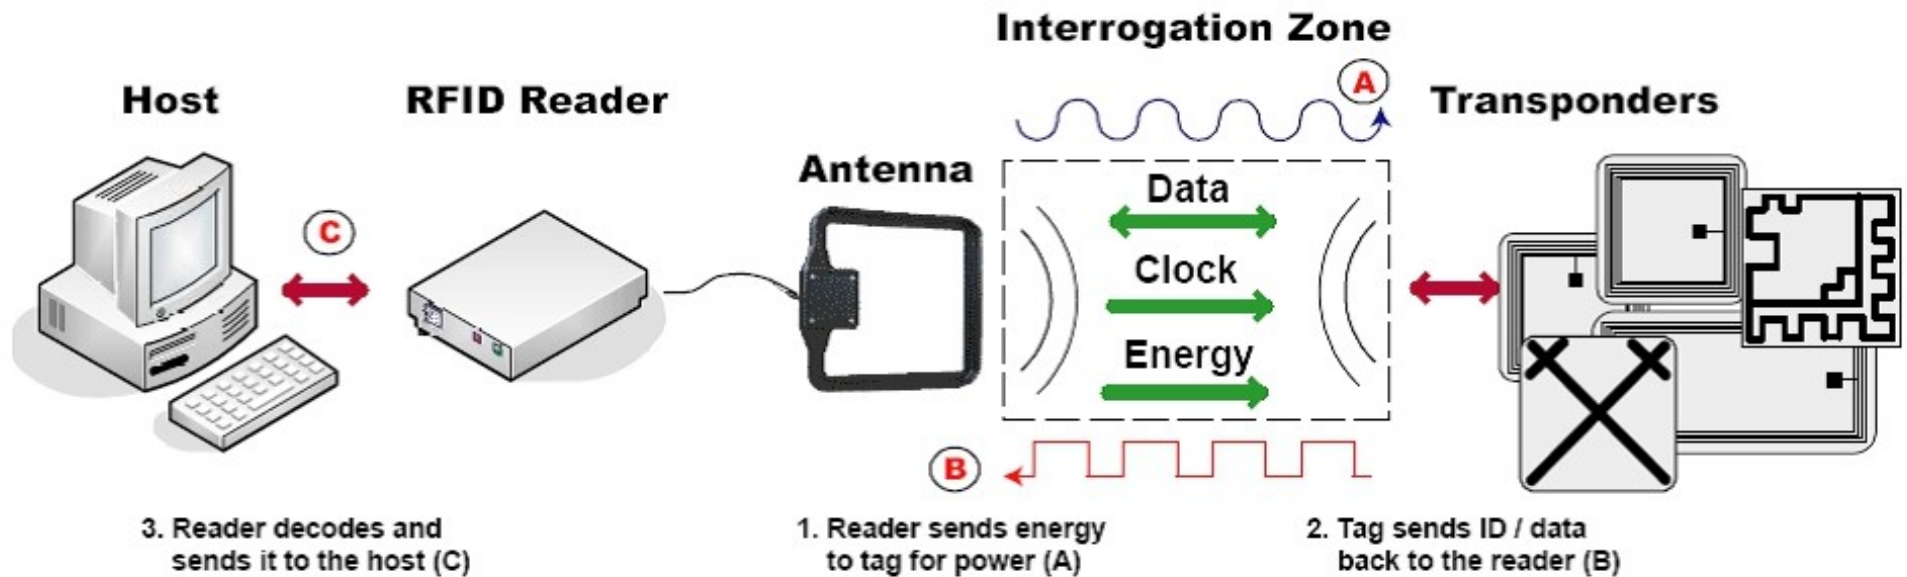 Interrogation Zone
A
Host
RFID Reader
Transponders
Antenna
Data
C
Clock
Energy
B
3. Reader decodes and
sends it to the host (C)
1. Reader sends energy
to tag for power (A)
2. Tag sends ID / data
back to the reader (B)